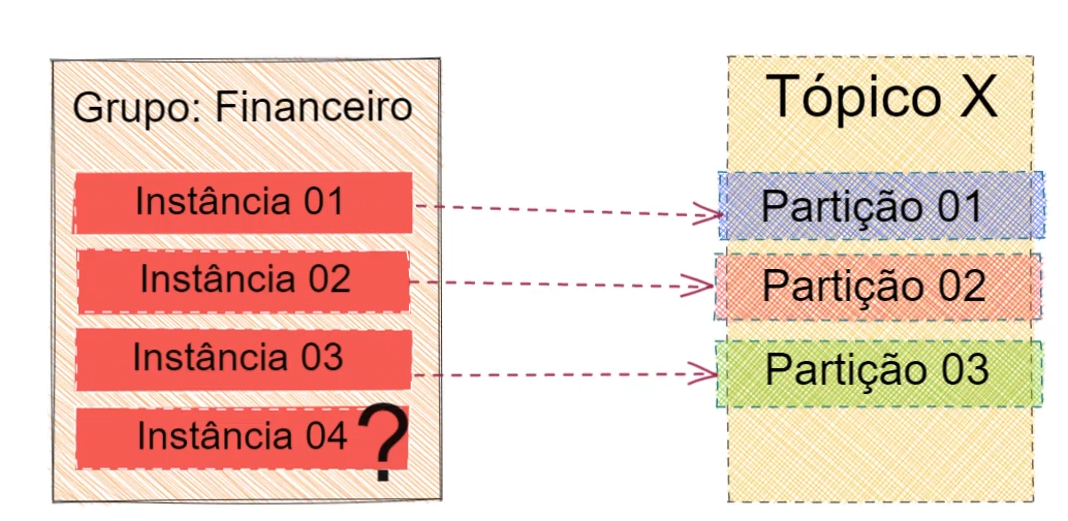 Grupo: Financeiro
Instância 01
Instância 02
Instância 03
Instância 04 ?
Tópico X
Partição 01
Partição 02
Partição 03